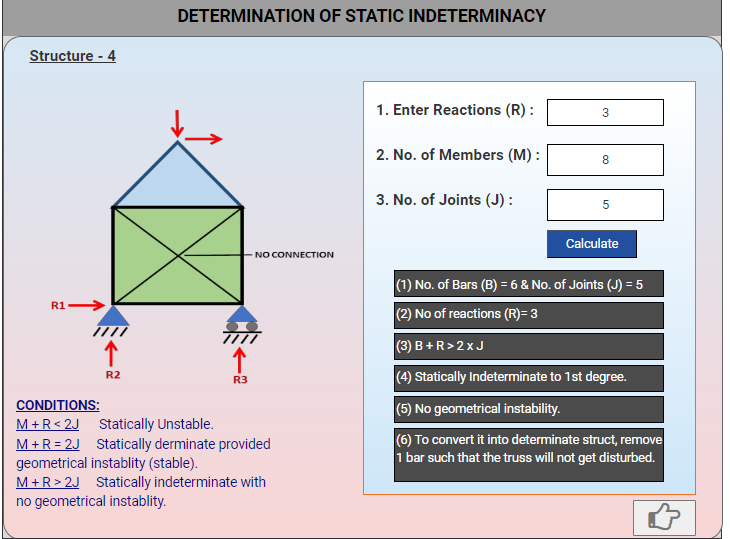 DETERMINATION OF STATIC INDETERMINACY
Structure - 4
NO CONNECTION
R1
R2
R3
CONDITIONS:
M + R < 2J Statically Unstable.
M + R = 2J Statically derminate provided
geometrical instablity (stable).
M + R > 2J Statically indeterminate with
no geometrical instablity.
1. Enter Reactions (R) : 3
2. No. of Members (M) : 8
3. No. of Joints (J) : 5
Calculate
(1) No. of Bars (B) = 6 & No. of Joints (J) = 5
(2) No of reactions (R)= 3
(3) B + R > 2 x J
(4) Statically Indeterminate to 1st degree.
(5) No geometrical instability.
(6) To convert it into determinate struct, remove
1 bar such that the truss will not get disturbed.